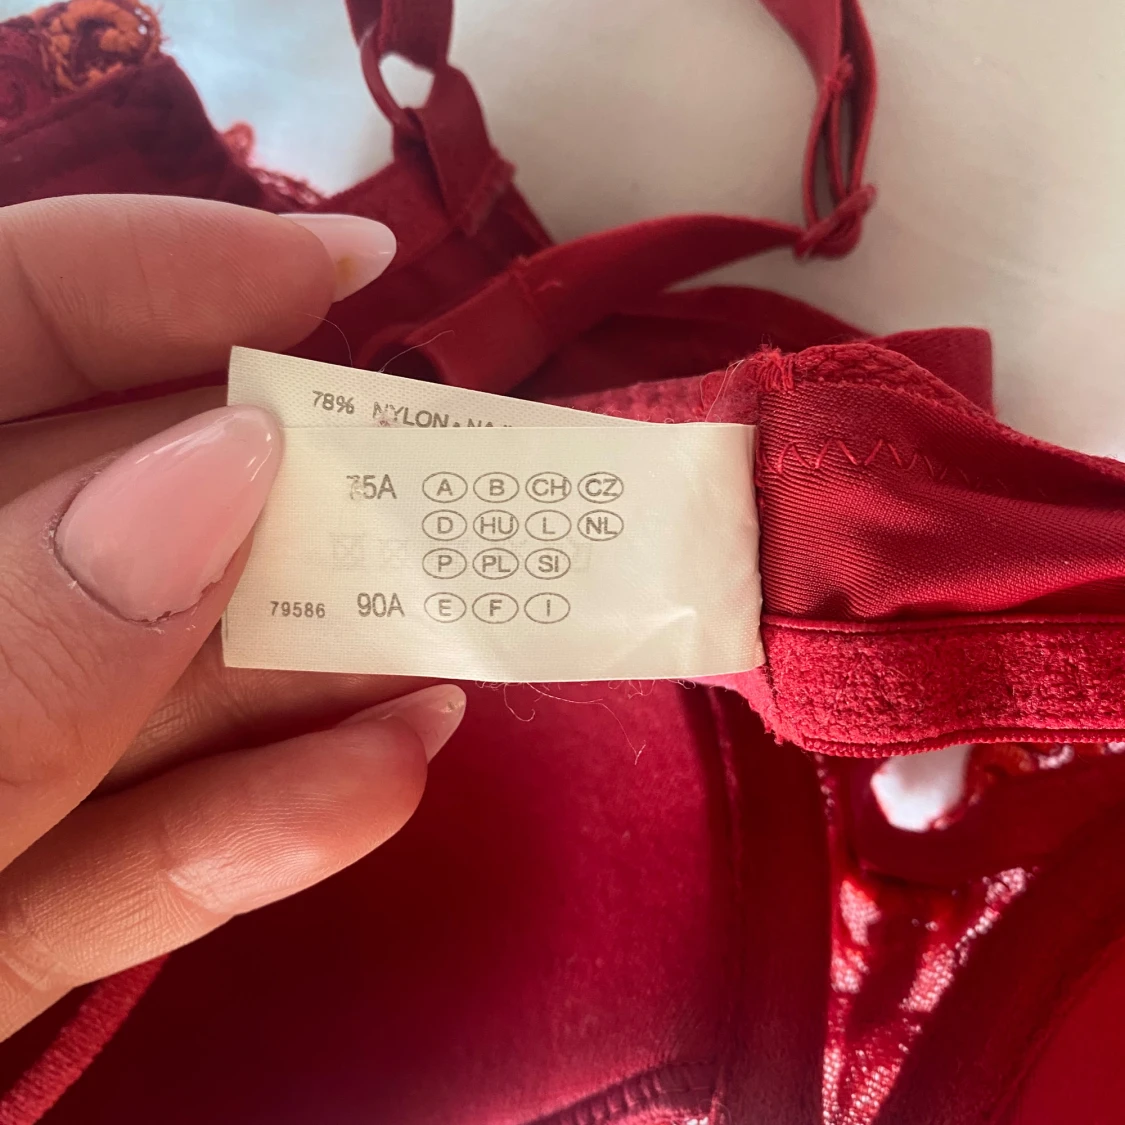 78% NYLON
75A A B CH CZ
D HU L NL
P PL SI
79586 90A E F I